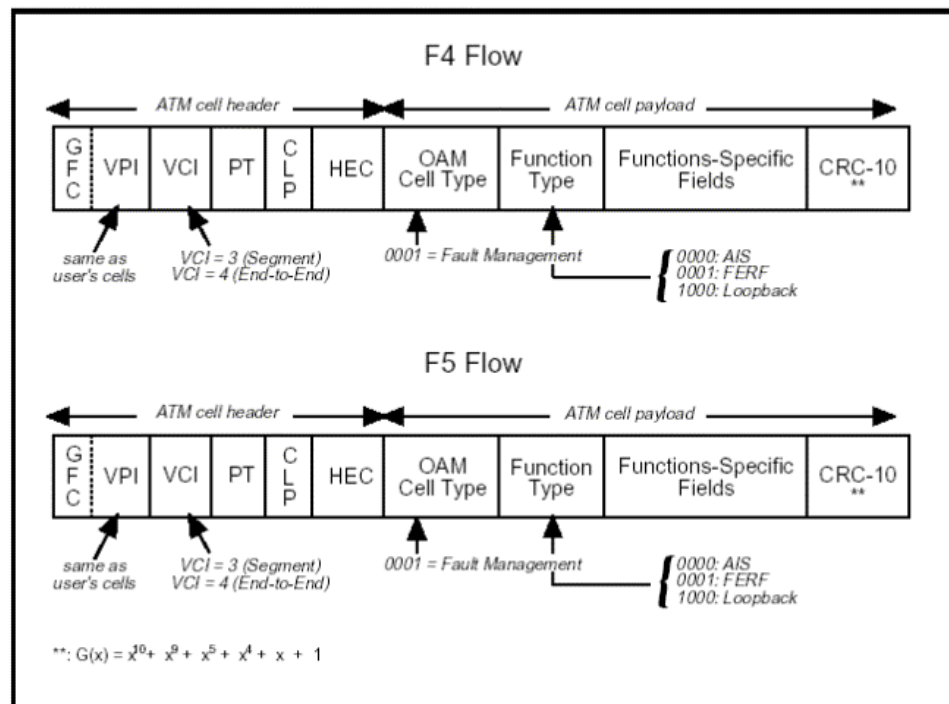 F4 Flow
ATM cell header
ATM cell payload
GFC
VPI
VCI
PT
CLP
HEC
OAM
Cell Type
Function
Type
Functions-Specific
Fields
CRC-10
**
same as
user's cells
VCI = 3 (Segment)
VCI = 4 (End-to-End)
0001 = Fault Management
0000: AIS
0001: FERF
1000: Loopback
F5 Flow
ATM cell header
ATM cell payload
GFC
VPI
VCI
PT
CLP
HEC
OAM
Cell Type
Function
Type
Functions-Specific
Fields
CRC-10
**
same as
user's cells
VCI = 3 (Segment)
VCI = 4 (End-to-End)
0001 = Fault Management
0000: AIS
0001: FERF
1000: Loopback
**: G(x) = x¹⁰ + x⁹ + x⁵ + x⁴ + x + 1